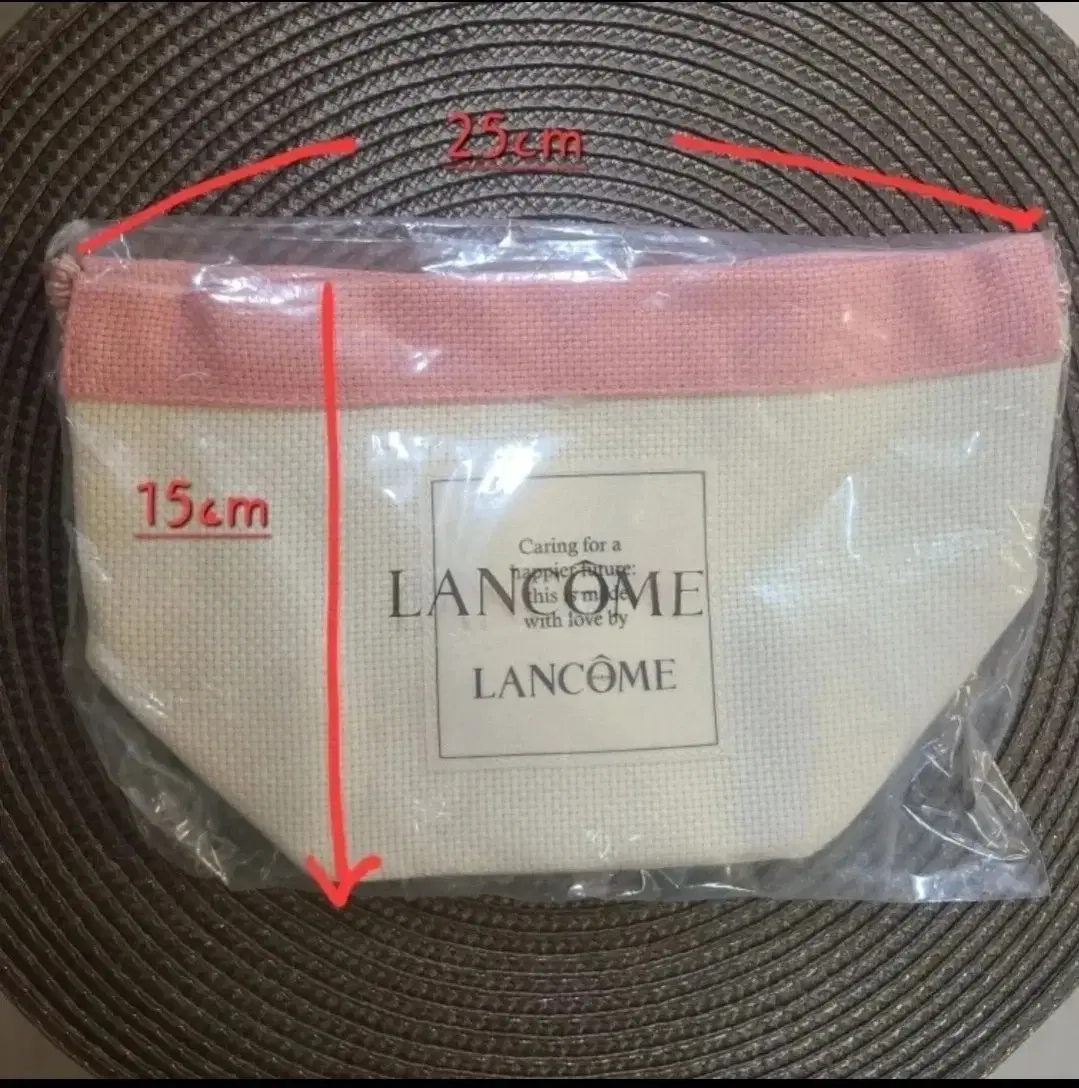 25cm
15cm
Caring for a
happier future:
LANCÔME
this is made
with love by
LANCÔME